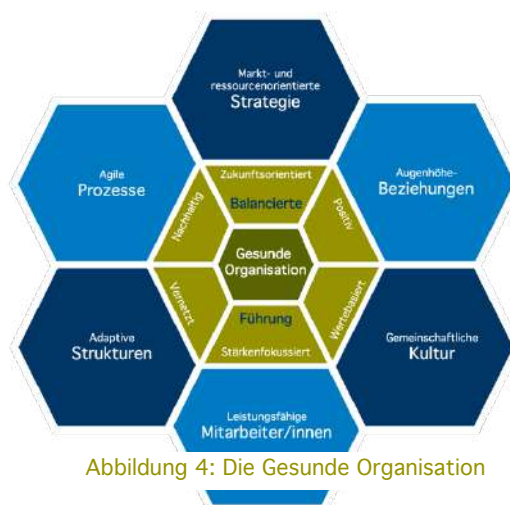 Markt- und
ressourcenorientierte
Strategie
Agile
Prozesse
Augenhöhe-
Beziehungen
Zukunftsorientiert
Balancierte
Nachhaltig
Positiv
Gesunde
Organisation
Vernetzt
Wertebasiert
Führung
Stärkenfokussiert
Adaptive
Strukturen
Gemeinschaftliche
Kultur
Leistungsfähige
Mitarbeiter/innen
Abbildung 4: Die Gesunde Organisation